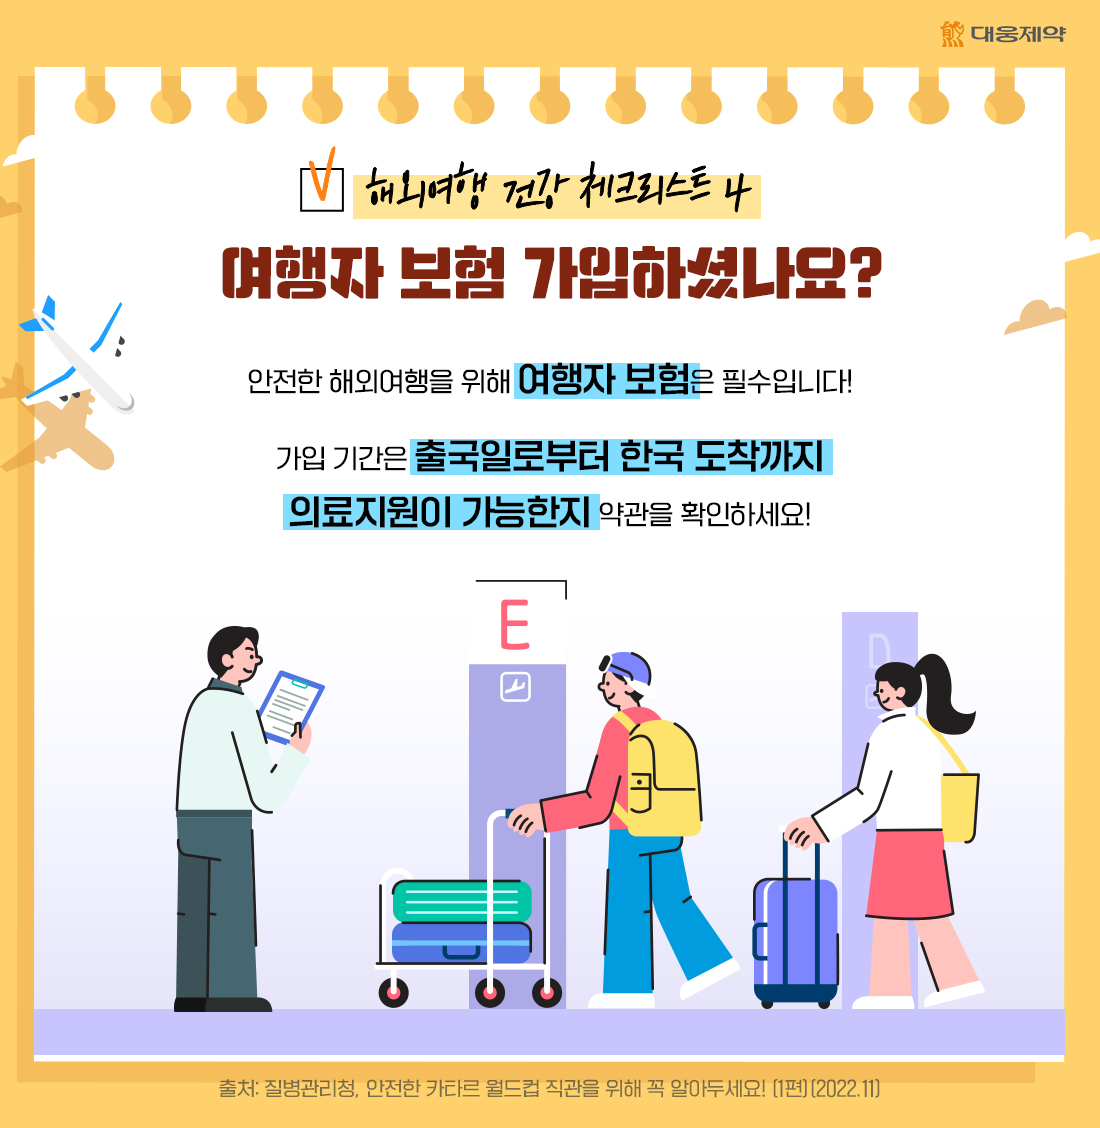 대웅제약
V 해외여행 건강 체크리스트 4
여행자 보험 가입하셨나요?
안전한 해외여행을 위해 여행자 보험은 필수입니다!
가입 기간은 출국일로부터 한국 도착까지
의료지원이 가능한지 약관을 확인하세요!
E
D
출처: 질병관리청, 안전한 카타르 월드컵 직관을 위해 꼭 알아두세요! (1편)(2022.11)